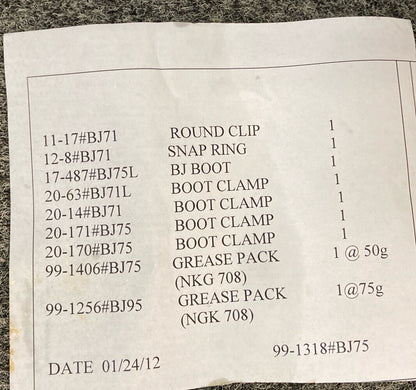 11-17#BJ71 ROUND CLIP 1
12-8#BJ71 SNAP RING 1
17-487#BJ75L BJ BOOT 1
20-63#BJ71L BOOT CLAMP 1
20-14#BJ71 BOOT CLAMP 1
20-171#BJ75 BOOT CLAMP 1
20-170#BJ75 BOOT CLAMP 1
99-1406#BJ75 GREASE PACK 1 @ 50g
(NKG 708)
99-1256#BJ95 GREASE PACK 1@75g
(NGK 708)
99-1318#BJ75
DATE 01/24/12